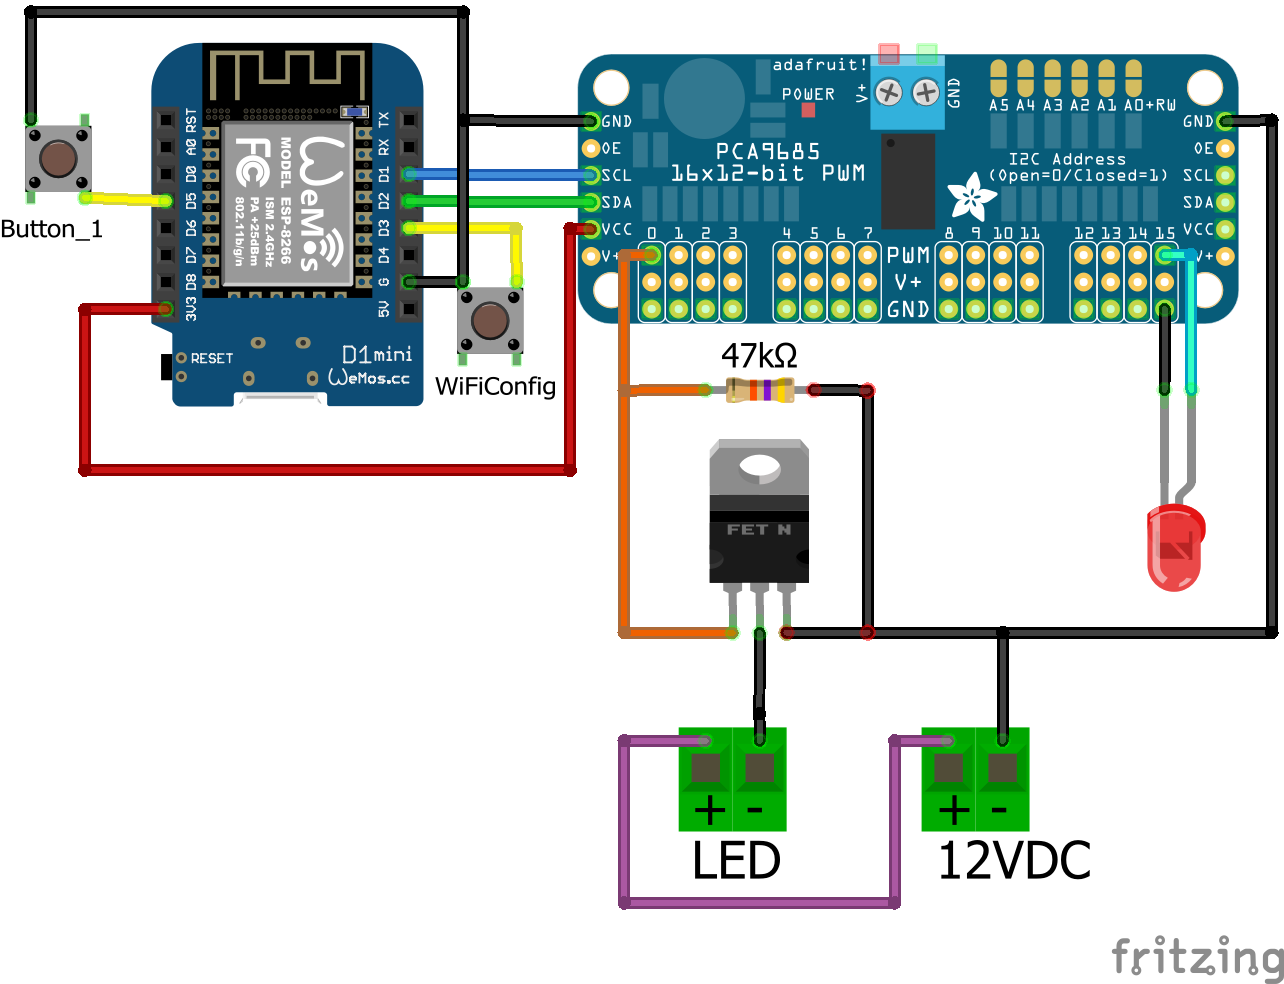 Button_1
RST
A0
D0
D5
D6
D7
D8
3V3
TX
RX
D1
D2
D3
D4
G
5V
WeMos
MODEL ESP-8266
ISM 2.4GHz
PA +25dBm
802.11b/g/n
FC
RESET
D1mini
WeMos.cc
WiFiConfig
adafruit!
POWER
V+
GND
A5 A4 A3 A2 A1 A0+RW
GND
OE
SCL
SDA
VCC
V+
PCA9685
16x12-bit PWM
I2C Address
(Open=0/Closed=1)
GND
OE
SCL
SDA
VCC
V+
0 1 2 3 4 5 6 7 8 9 10 11 12 13 14 15
PWM
V+
GND
47kΩ
FET N
+ -
LED
+ -
12VDC
fritzing